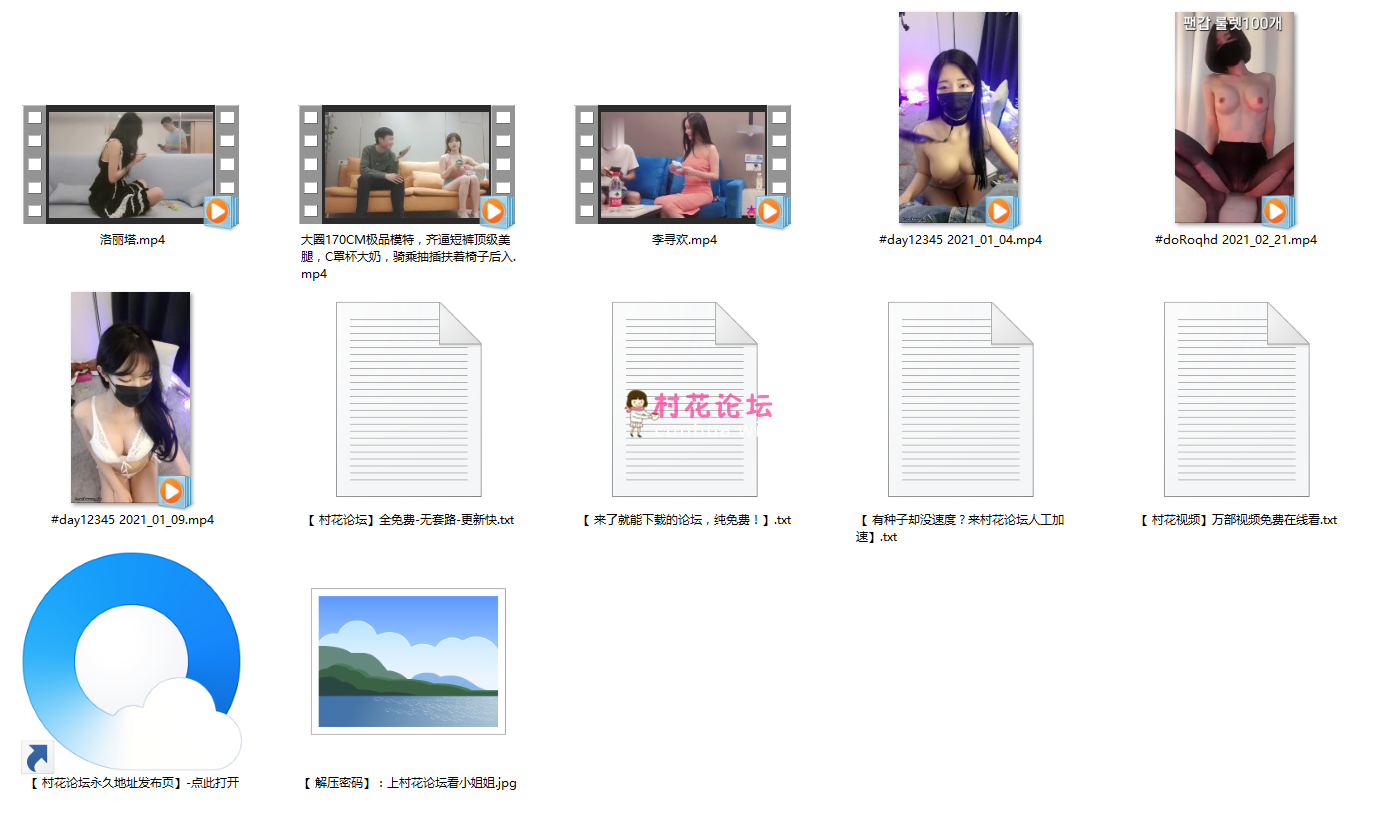 팬갑 룰렛100개
洛丽塔.mp4
大圈170CM极品模特，齐逼短裤顶级美
腿，C罩杯大奶，骑乘抽插扶着椅子后入.
mp4
李寻欢.mp4
#day12345 2021_01_04.mp4
#doRoqhd 2021_02_21.mp4
村花论坛
#day12345 2021_01_09.mp4
【 村花论坛】全免费-无套路-更新快.txt
【 来了就能下载的论坛，纯免费！】.txt
【 有种子却没速度？来村花论坛人工加
速】.txt
【 村花视频】万部视频免费在线看.txt
【 村花论坛永久地址发布页】-点此打开
【 解压密码】：上村花论坛看小姐姐.jpg